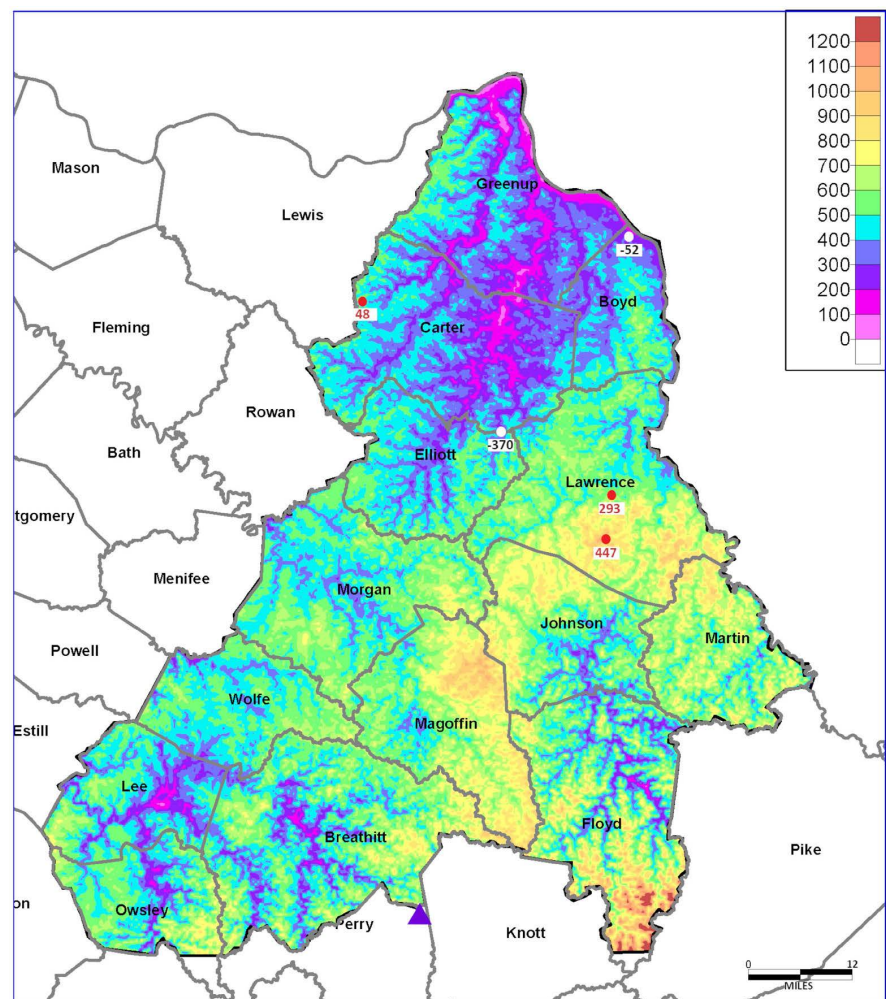 1200
1100
1000
900
800
700
600
500
400
300
200
100
0
Mason
Greenup
Lewis
-52
Boyd
48
Fleming
Carter
Rowan
-370
Bath
Elliott
Lawrence
293
tgomery
447
Menifee
Morgan
Johnson
Martin
Powell
Wolfe
Magoffin
Estill
Lee
Floyd
Breathitt
Pike
on
Owsley
Perry
Knott
0 12
MILES